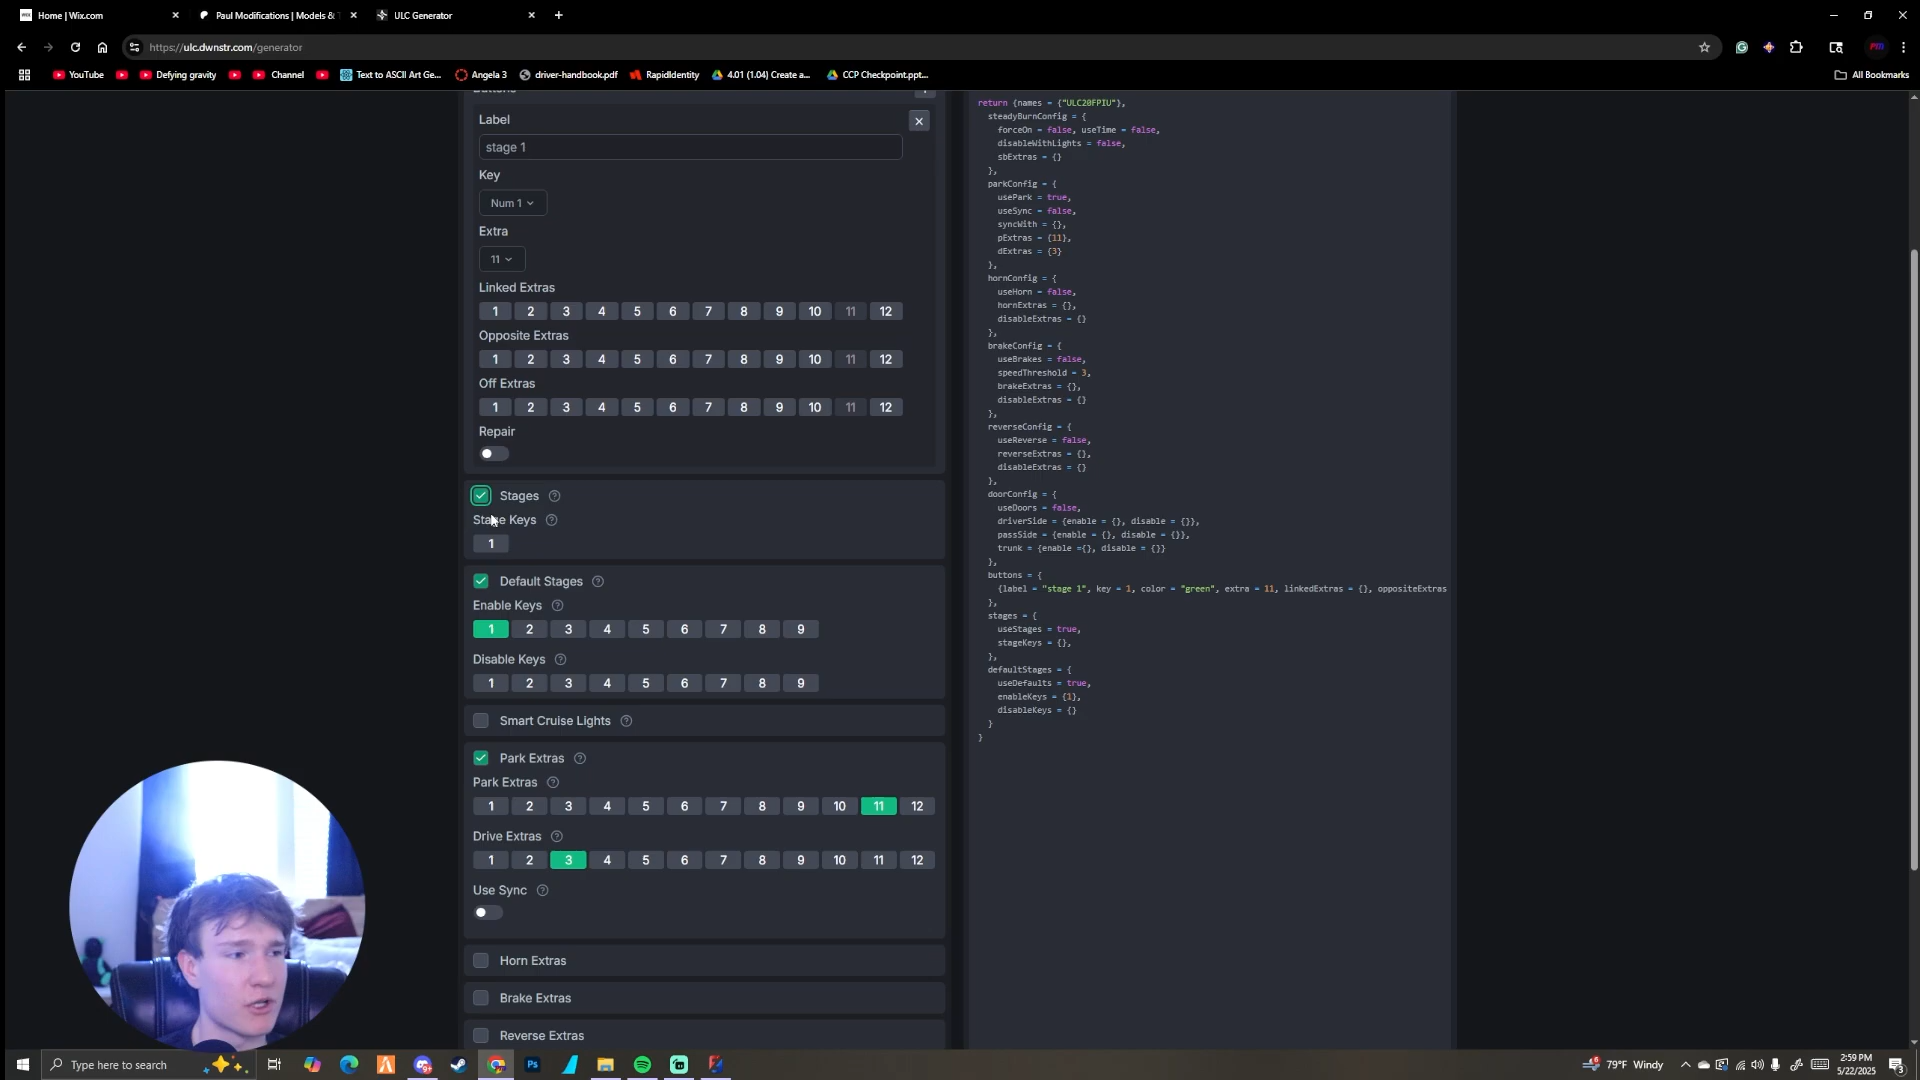 Home | Wix.com
Paul Modifications | Models & T
ULC Generator
https://ulc.dwnstr.com/generator
YouTube
Defying gravity
Channel
Text to ASCII Art Ge...
Angela 3
driver-handbook.pdf
RapidIdentity
4.01 (1.04) Create a...
CCP Checkpoint.ppt...
All Bookmarks
Buttons
Label
stage 1
Key
Num 1
Extra
11
Linked Extras
1 2 3 4 5 6 7 8 9 10 11 12
Opposite Extras
1 2 3 4 5 6 7 8 9 10 11 12
Off Extras
1 2 3 4 5 6 7 8 9 10 11 12
Repair
Stages
Stage Keys
1
Default Stages
Enable Keys
1 2 3 4 5 6 7 8 9
Disable Keys
1 2 3 4 5 6 7 8 9
Smart Cruise Lights
Park Extras
Park Extras
1 2 3 4 5 6 7 8 9 10 11 12
Drive Extras
1 2 3 4 5 6 7 8 9 10 11 12
Use Sync
Horn Extras
Brake Extras
Reverse Extras
return {names = {"ULC20FPIU"},
steadyBurnConfig = {
forceOn = false, useTime = false,
disableWithLights = false,
sbExtras = {}
},
parkConfig = {
usePark = true,
useSync = false,
syncWith = {},
pExtras = {11},
dExtras = {3}
},
hornConfig = {
useHorn = false,
hornExtras = {},
disableExtras = {}
},
brakeConfig = {
useBrakes = false,
speedThreshold = 3,
brakeExtras = {},
disableExtras = {}
},
reverseConfig = {
useReverse = false,
reverseExtras = {},
disableExtras = {}
},
doorConfig = {
useDoors = false,
driverSide = {enable = {}, disable = {}},
passSide = {enable = {}, disable = {}},
trunk = {enable ={}, disable = {}}
},
buttons = {
{label = "stage 1", key = 1, color = "green", extra = 11, linkedExtras = {}, oppositeExtras
},
stages = {
useStages = true,
stageKeys = {},
},
defaultStages = {
useDefaults = true,
enableKeys = {1},
disableKeys = {}
}
}
Type here to search
79°F Windy
2:59 PM
5/22/2025